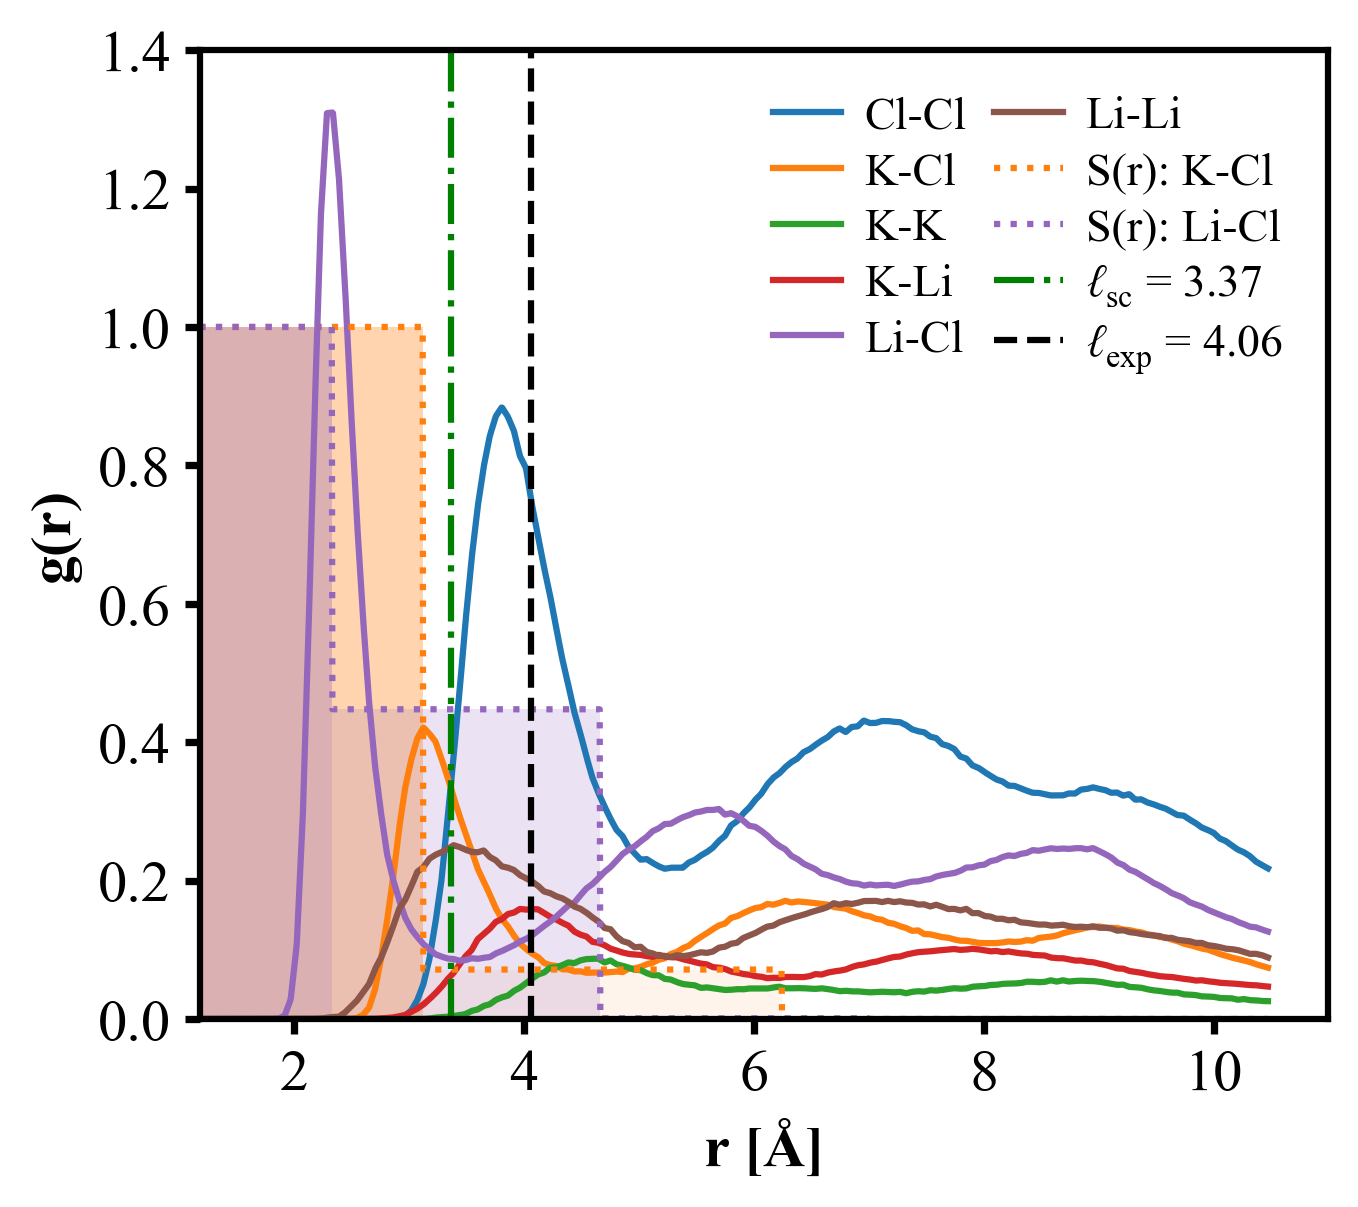 1.4
1.2
1.0
0.8
0.6
0.4
0.2
0.0
g(r)
2 4 6 8 10
r [Å]
Cl-Cl
K-Cl
K-K
K-Li
Li-Cl
Li-Li
S(r): K-Cl
S(r): Li-Cl
ℓsc = 3.37
ℓexp = 4.06